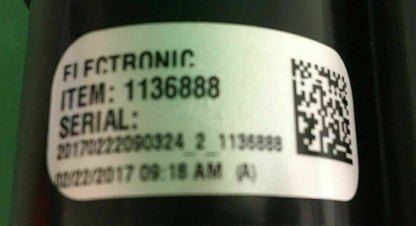 ELECTRONIC
ITEM: 1136888
SERIAL:
20170222090324_2_1136888
02/22/2017 09:18 AM (A)